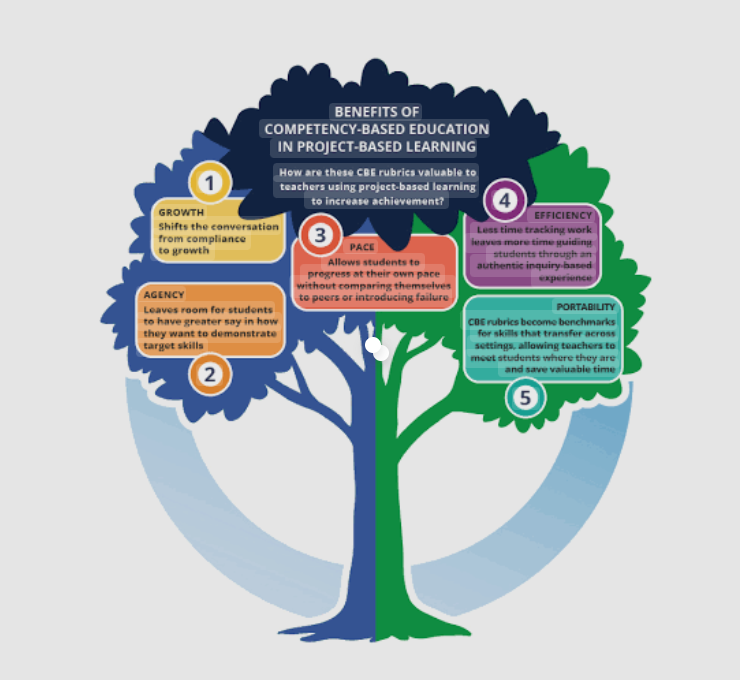 BENEFITS OF
COMPETENCY-BASED EDUCATION
IN PROJECT-BASED LEARNING
How are these CBE rubrics valuable to
teachers using project-based learning
to increase achievement?
1
GROWTH
Shifts the conversation
from compliance
to growth
AGENCY
Leaves room for students
to have greater say in how
they want to demonstrate
target skills
2
3
PACE
Allows students to
progress at their own pace
without comparing themselves
to peers or introducing failure
4
EFFICIENCY
Less time tracking work
leaves more time guiding
students through an
authentic inquiry-based
experience
PORTABILITY
CBE rubrics become benchmarks
for skills that transfer across
settings, allowing teachers to
meet students where they are
and save valuable time
5